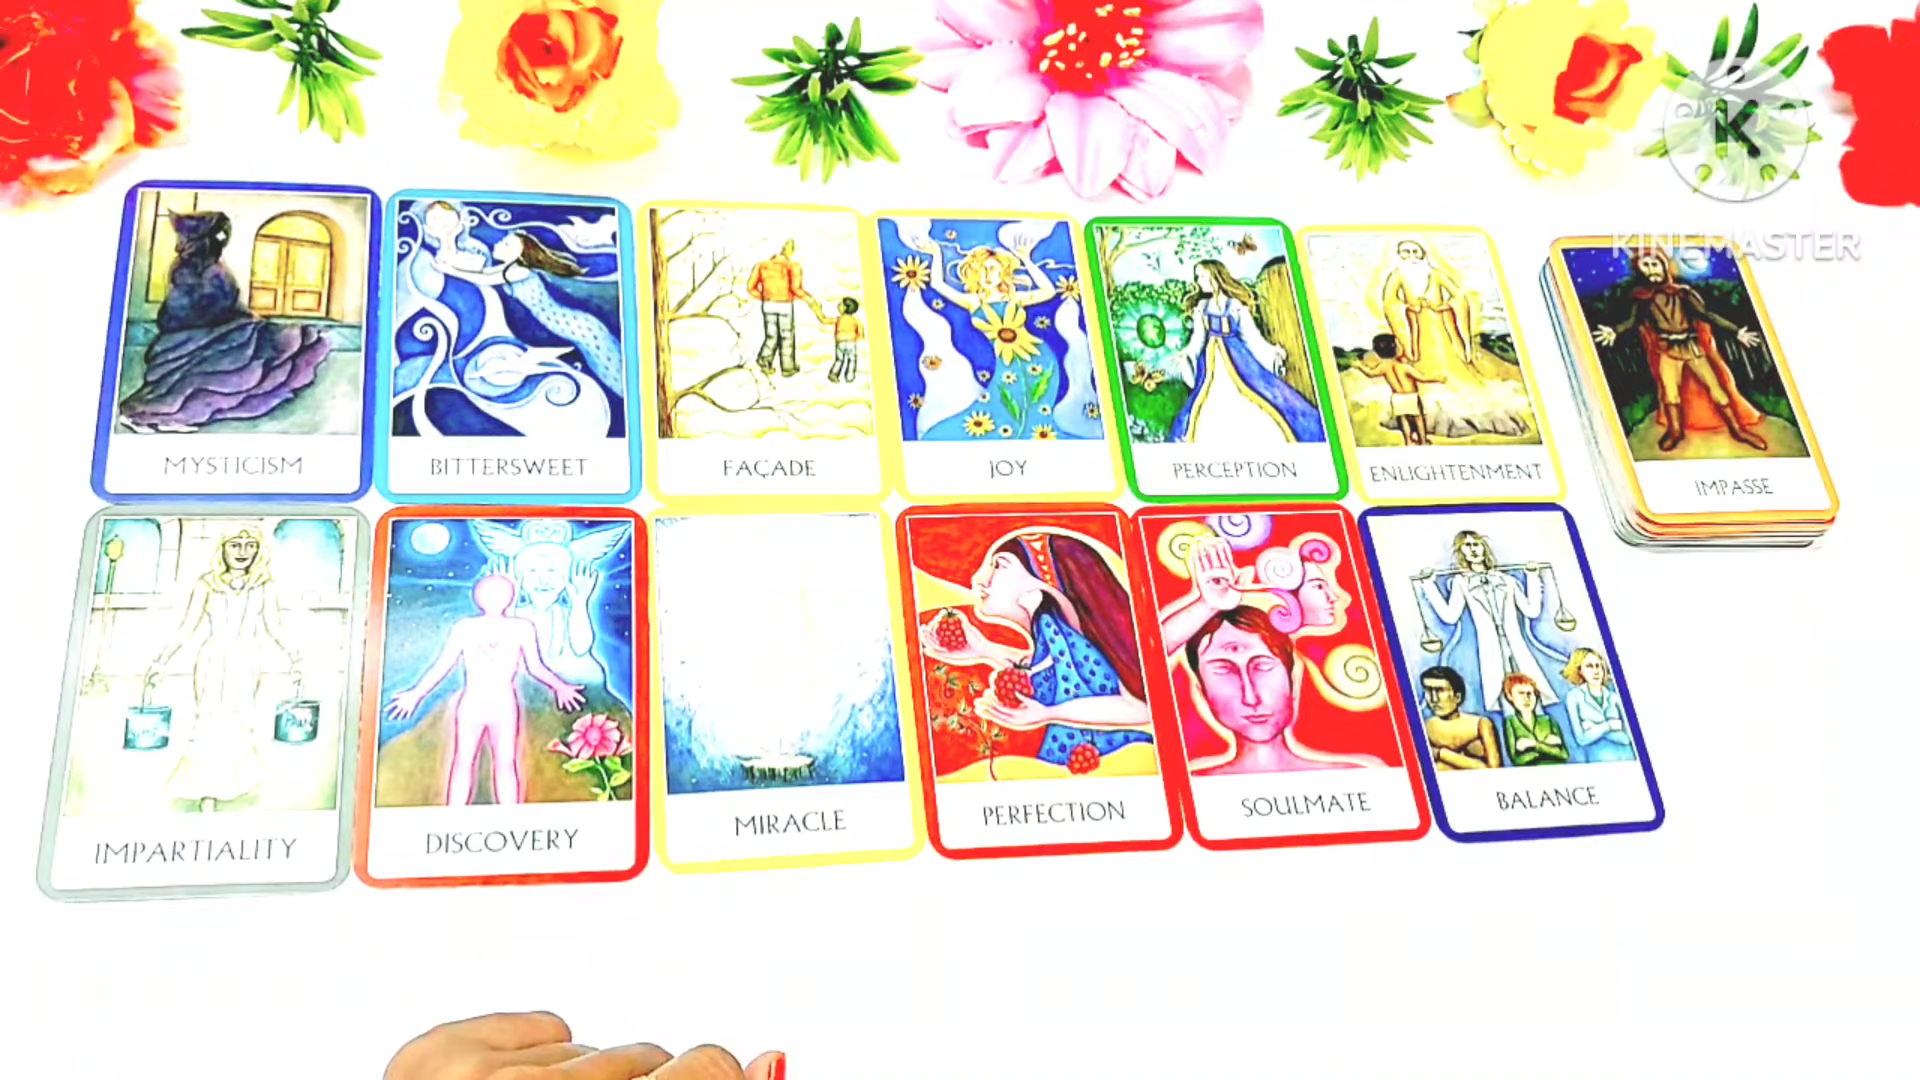 KINEMASTER
MYSTICISM
BITTERSWEET
FAÇADE
JOY
PERCEPTION
ENLIGHTENMENT
IMPASSE
IMPARTIALITY
DISCOVERY
MIRACLE
PERFECTION
SOULMATE
BALANCE